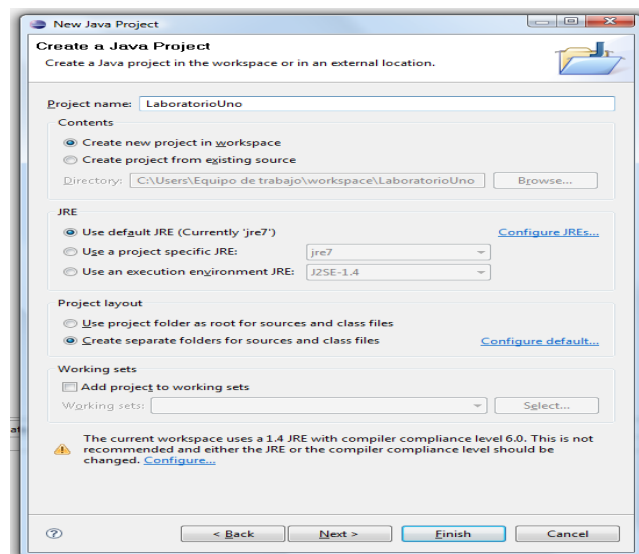 New Java Project
Create a Java Project
Create a Java project in the workspace or in an external location.
Project name: LaboratorioUno
Contents
Create new project in workspace
Create project from existing source
Directory: C:\Users\Equipo de trabajo\workspace\LaboratorioUno Browse...
JRE
Use default JRE (Currently 'jre7') Configure JREs...
Use a project specific JRE: jre7
Use an execution environment JRE: J2SE-1.4
Project layout
Use project folder as root for sources and class files
Create separate folders for sources and class files Configure default...
Working sets
Add project to working sets
Working sets: Select...
The current workspace uses a 1.4 JRE with compiler compliance level 6.0. This is not
recommended and either the JRE or the compiler compliance level should be
changed. Configure...
< Back Next > Finish Cancel